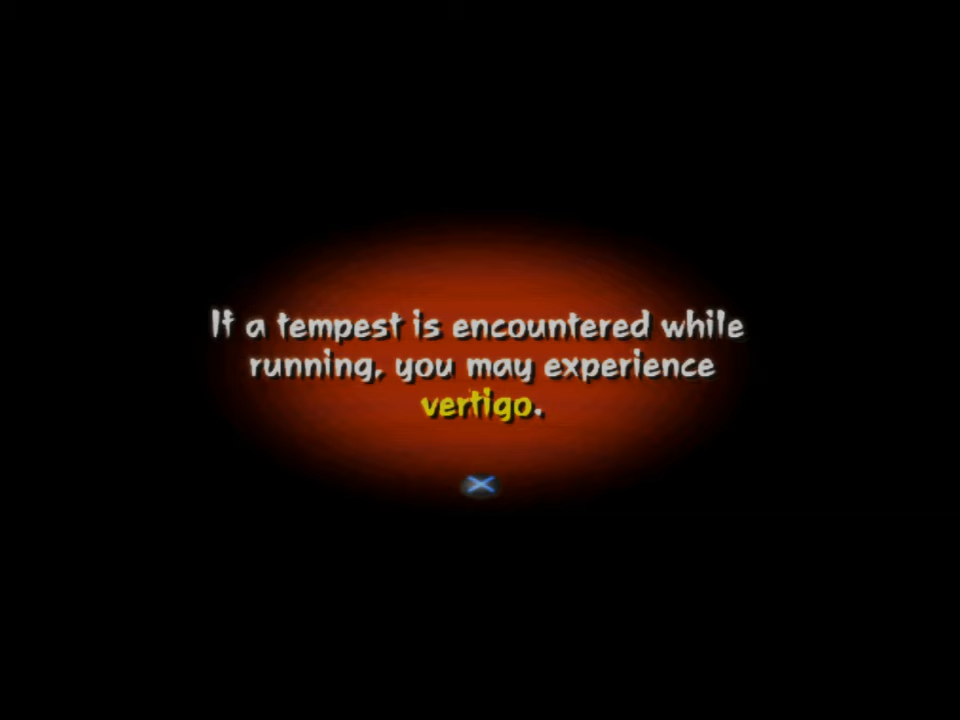 If a tempest is encountered while
running, you may experience
vertigo.